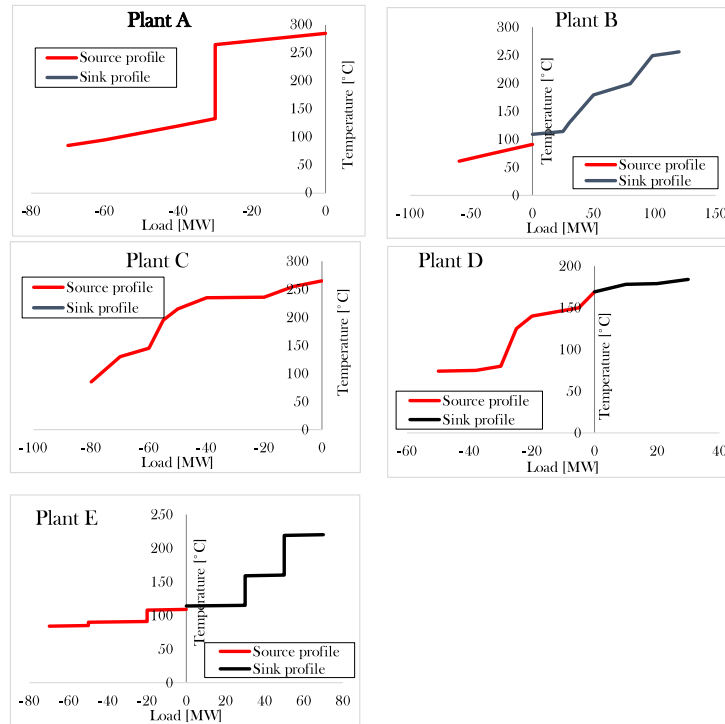 Plant A
300
250
200
150
100
50
0
Temperature [°C]
Source profile
Sink profile
-80
-60
-40
-20
0
Load [MW]
Plant B
300
250
200
150
100
50
0
Temperature [°C]
Source profile
Sink profile
-100
-50
0
50
100
150
Load [MW]
Plant C
300
250
200
150
100
50
0
Temperature [°C]
Source profile
Sink profile
-100
-80
-60
-40
-20
0
Load [MW]
Plant D
200
150
100
50
0
Temperature [°C]
Source profile
Sink profile
-60
-40
-20
0
20
40
Load [MW]
Plant E
250
200
150
100
50
0
Temperature [°C]
Source profile
Sink profile
-80
-60
-40
-20
0
20
40
60
80
Load [MW]